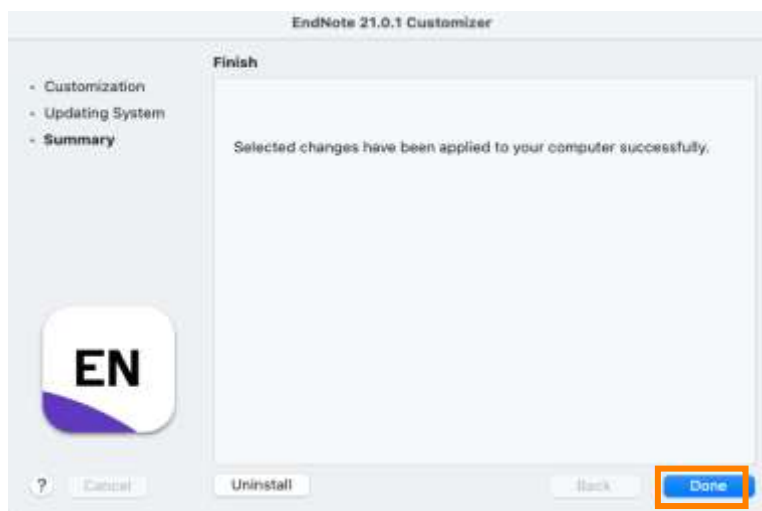 EndNote 21.0.1 Customizer
Finish
- Customization
- Updating System
- Summary
Selected changes have been applied to your computer successfully.
EN
? Cancel Uninstall Back Done